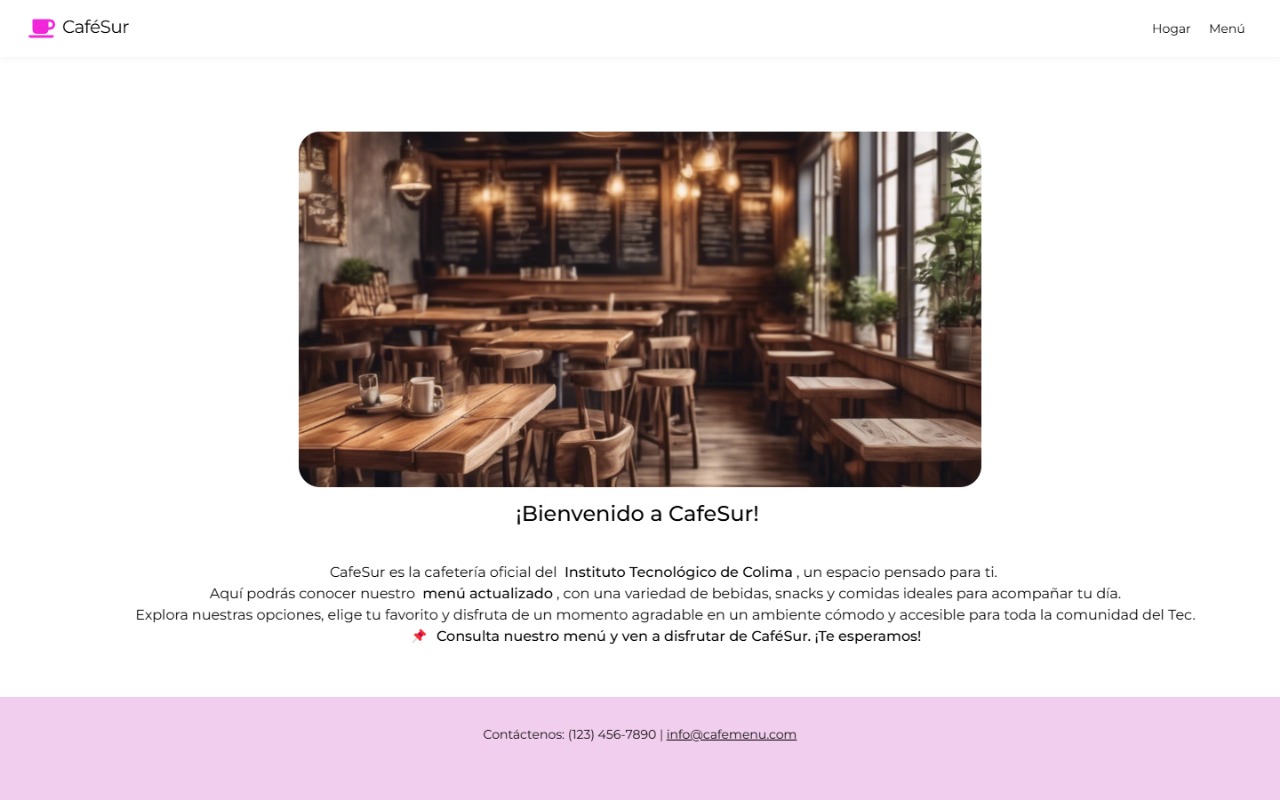 CaféSur
Hogar
Menú
¡Bienvenido a CafeSur!
CafeSur es la cafetería oficial del Instituto Tecnológico de Colima , un espacio pensado para ti.
Aquí podrás conocer nuestro menú actualizado , con una variedad de bebidas, snacks y comidas ideales para acompañar tu día.
Explora nuestras opciones, elige tu favorito y disfruta de un momento agradable en un ambiente cómodo y accesible para toda la comunidad del Tec.
📌 Consulta nuestro menú y ven a disfrutar de CaféSur. ¡Te esperamos!
Contáctenos: (123) 456-7890 | info@cafemenu.com